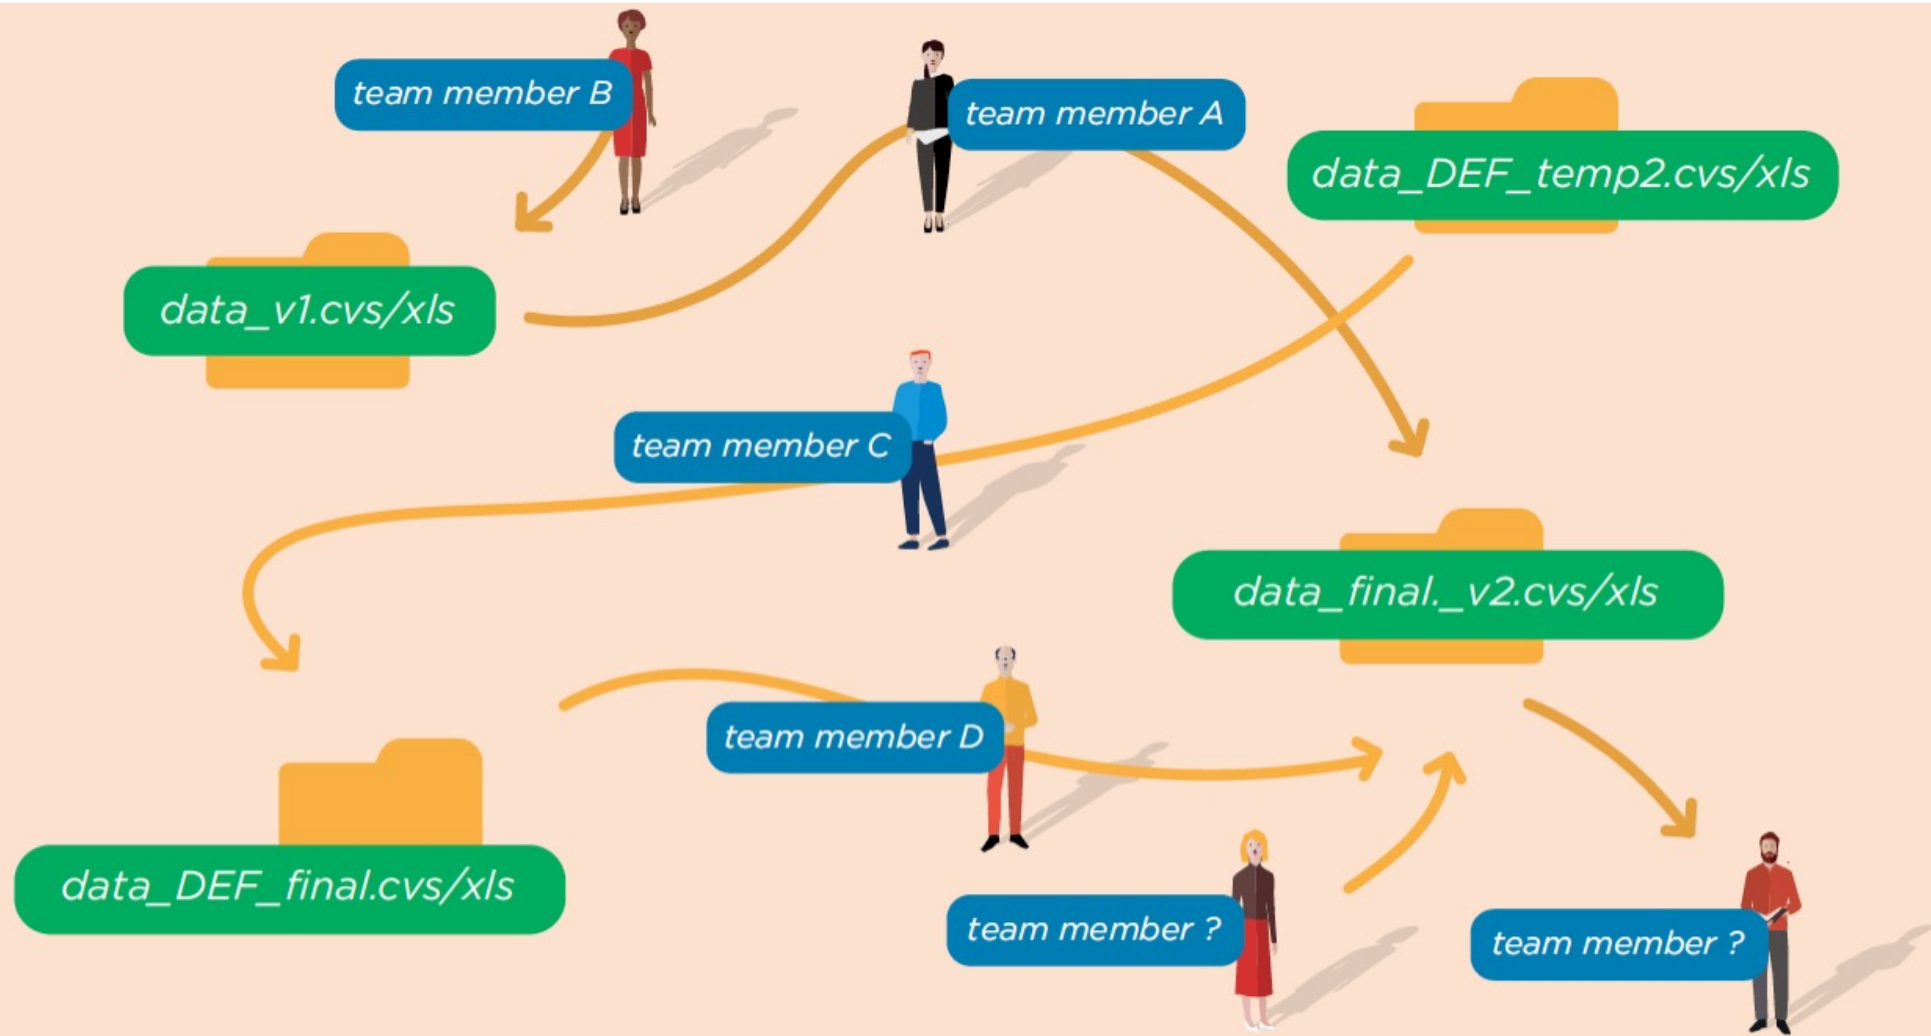 team member B
team member A
data_DEF_temp2.cvs/xls
data_v1.cvs/xls
team member C
data_final._v2.cvs/xls
team member D
data_DEF_final.cvs/xls
team member ?
team member ?